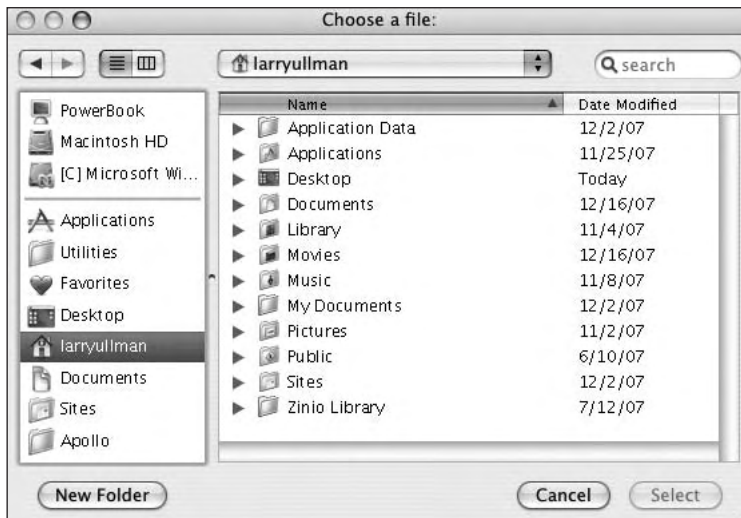 Choose a file:
larryullman
search
PowerBook
Macintosh HD
[C] Microsoft Wi...
Applications
Utilities
Favorites
Desktop
larryullman
Documents
Sites
Apollo
Name Date Modified
Application Data 12/2/07
Applications 11/25/07
Desktop Today
Documents 12/16/07
Library 11/4/07
Movies 12/16/07
Music 11/8/07
My Documents 12/2/07
Pictures 11/2/07
Public 6/10/07
Sites 12/2/07
Zinio Library 7/12/07
New Folder Cancel Select